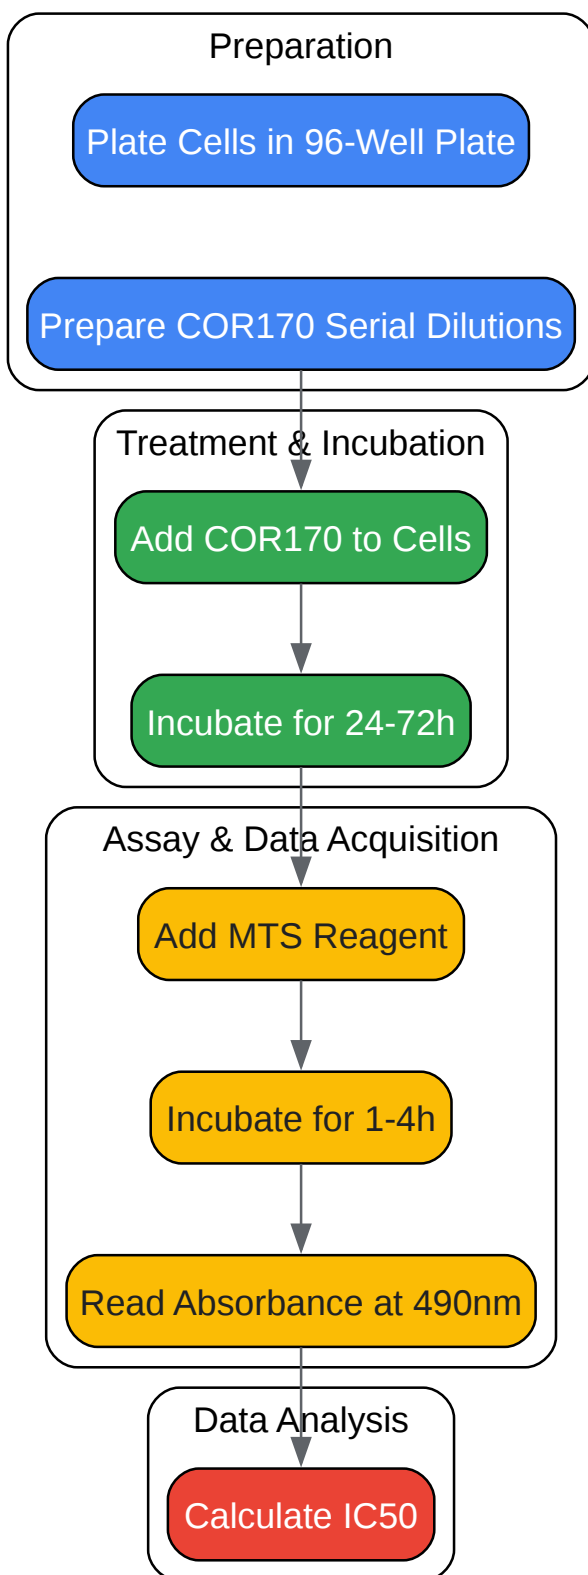 Preparation
Plate Cells in 96-Well Plate
Prepare COR170 Serial Dilutions
Treatment & Incubation
Add COR170 to Cells
Incubate for 24-72h
Assay & Data Acquisition
Add MTS Reagent
Incubate for 1-4h
Read Absorbance at 490nm
Data Analysis
Calculate IC50